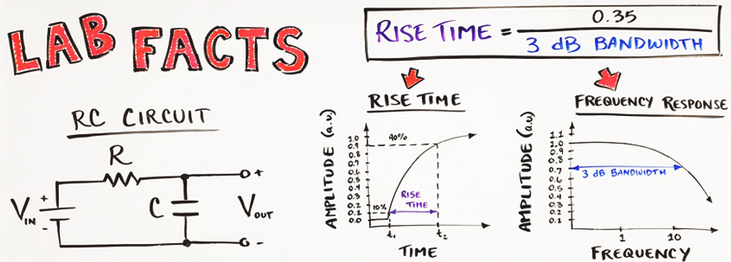 LAB FACTS
RISE TIME = 0.35
3 dB BANDWIDTH
RC CIRCUIT
R
VIN
+
-
C
VOUT
+
-
RISE TIME
AMPLITUDE (a.u)
1.0
0.9
0.8
0.7
0.6
0.5
0.4
0.3
0.2
0.1
0.0
90%
10%
RISE
TIME
t₁
t₂
TIME
FREQUENCY RESPONSE
AMPLITUDE (a.u)
1.1
1.0
0.9
0.8
0.7
0.6
0.5
0.4
0.3
0.2
0.1
0.0
3 dB BANDWIDTH
1
10
FREQUENCY